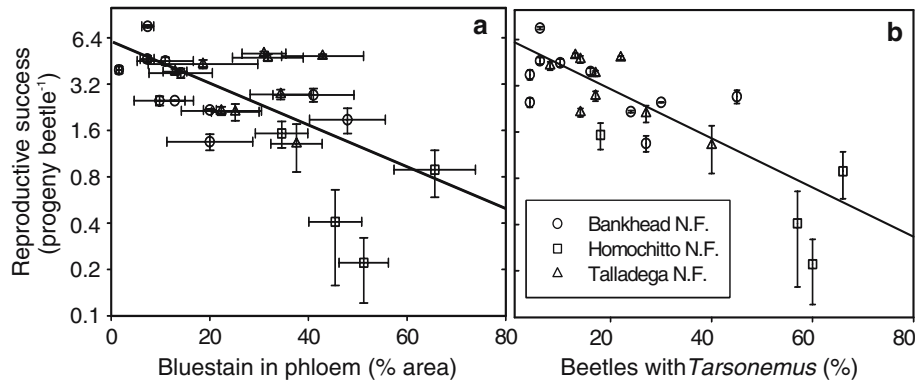 Reproductive success
(progeny beetle⁻¹)
6.4
3.2
1.6
0.8
0.4
0.2
0.1
a
0 20 40 60 80
Bluestain in phloem (% area)
b
Bankhead N.F.
Homochitto N.F.
Talladega N.F.
0 20 40 60 80
Beetles with Tarsonemus (%)